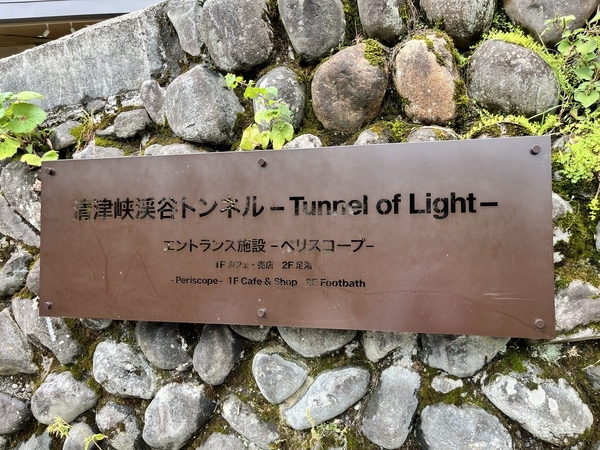 清津峡渓谷トンネル－Tunnel of Light－
エントランス施設－ペリスコープ－
1F カフェ・売店　2F 足湯
-Periscope- 1F Cafe & Shop 2F Footbath